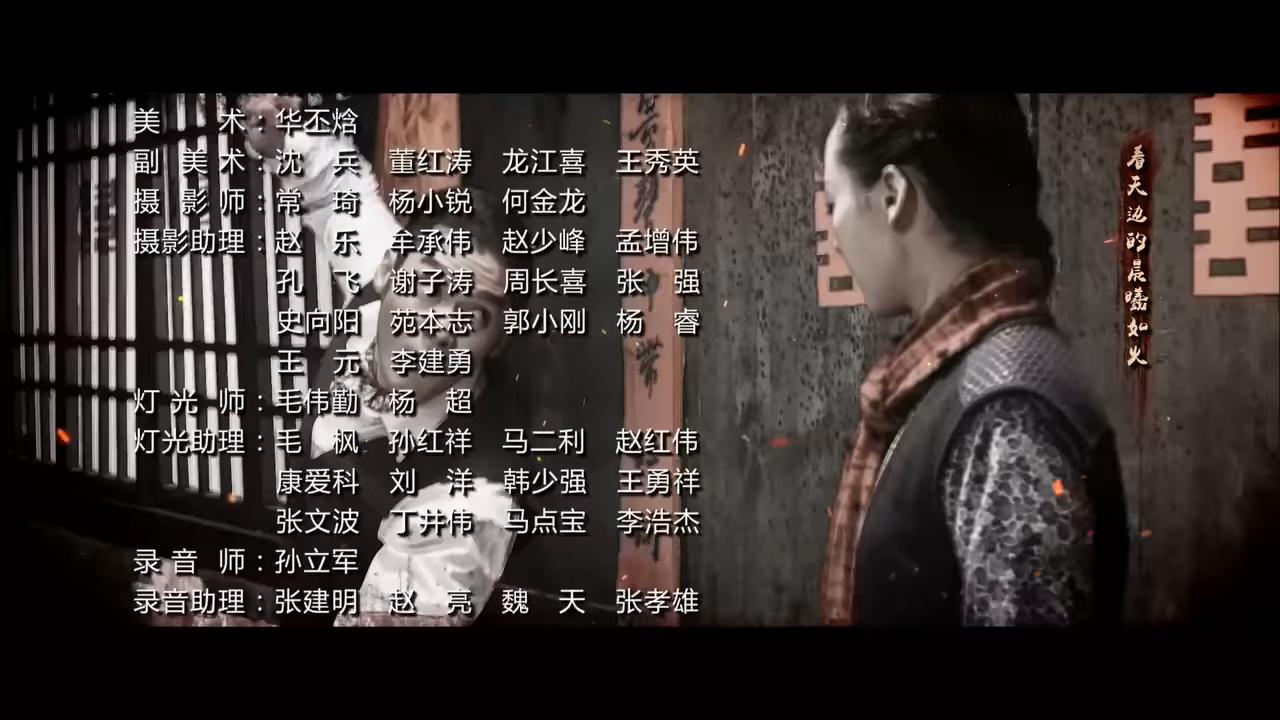 美术：华丕焓
副美术：沈兵 董红涛 龙江喜 王秀英
摄影师：常琦 杨小锐 何金龙
摄影助理：赵乐 牟承伟 赵少峰 孟增伟
孔飞 谢子涛 周长喜 张强
史向阳 苑本志 郭小刚 杨睿
王元 李建勇
灯光师：毛伟勤 杨超
灯光助理：毛枫 孙红祥 马二利 赵红伟
康爱科 刘洋 韩少强 王勇祥
张文波 丁井伟 马点宝 李浩杰
录音师：孙立军
录音助理：张建明 赵亮 魏天 张孝雄
看天边的晨曦如火